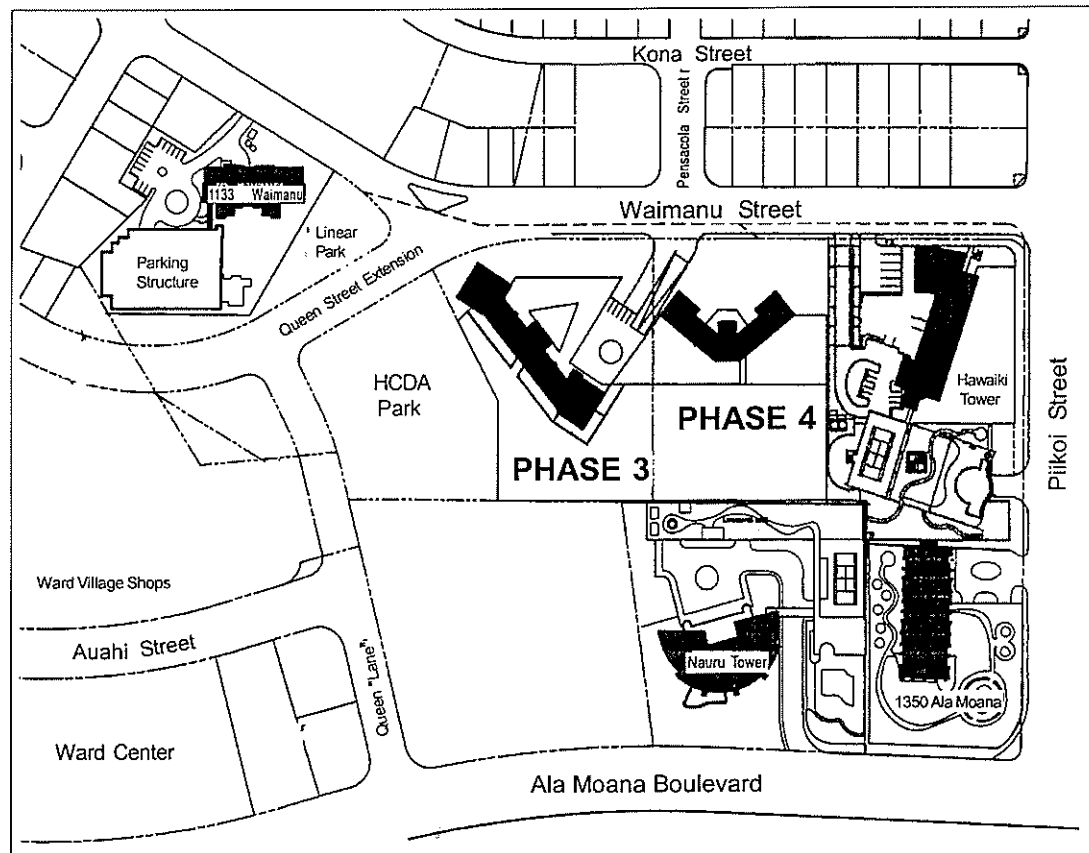 Kona Street
Pensacola Street
1133 Waimanu
Waimanu Street
Linear
Park
Parking
Structure
Queen Street Extension
HCDA
Park
Hawaiki
Tower
PHASE 4
PHASE 3
Piikoi Street
Ward Village Shops
Auahi Street
Queen "Lane"
Nauru Tower
1350 Ala Moana
Ward Center
Ala Moana Boulevard